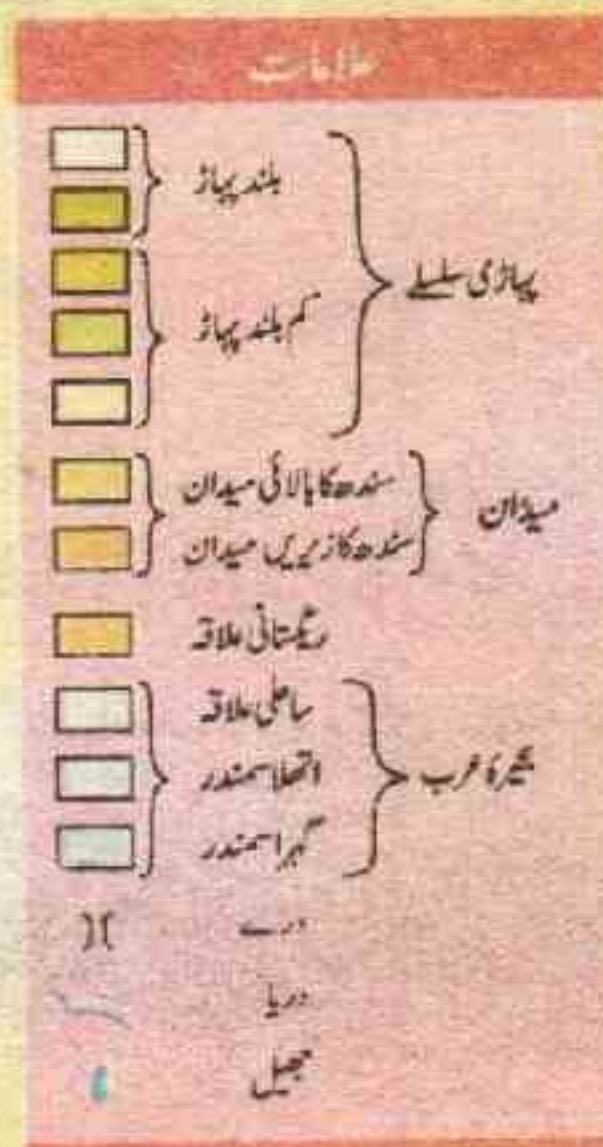 علامات
بلند پہاڑ
پہاڑی سلسلے
کم بلند پہاڑ
سندھ کا بالائی میدان
میدان
سندھ کا زیریں میدان
ریگستانی علاقہ
ساحلی علاقہ
اتھلا سمندر
بحیرۂ عرب
گہرا سمندر
درے
دریا
جھیل